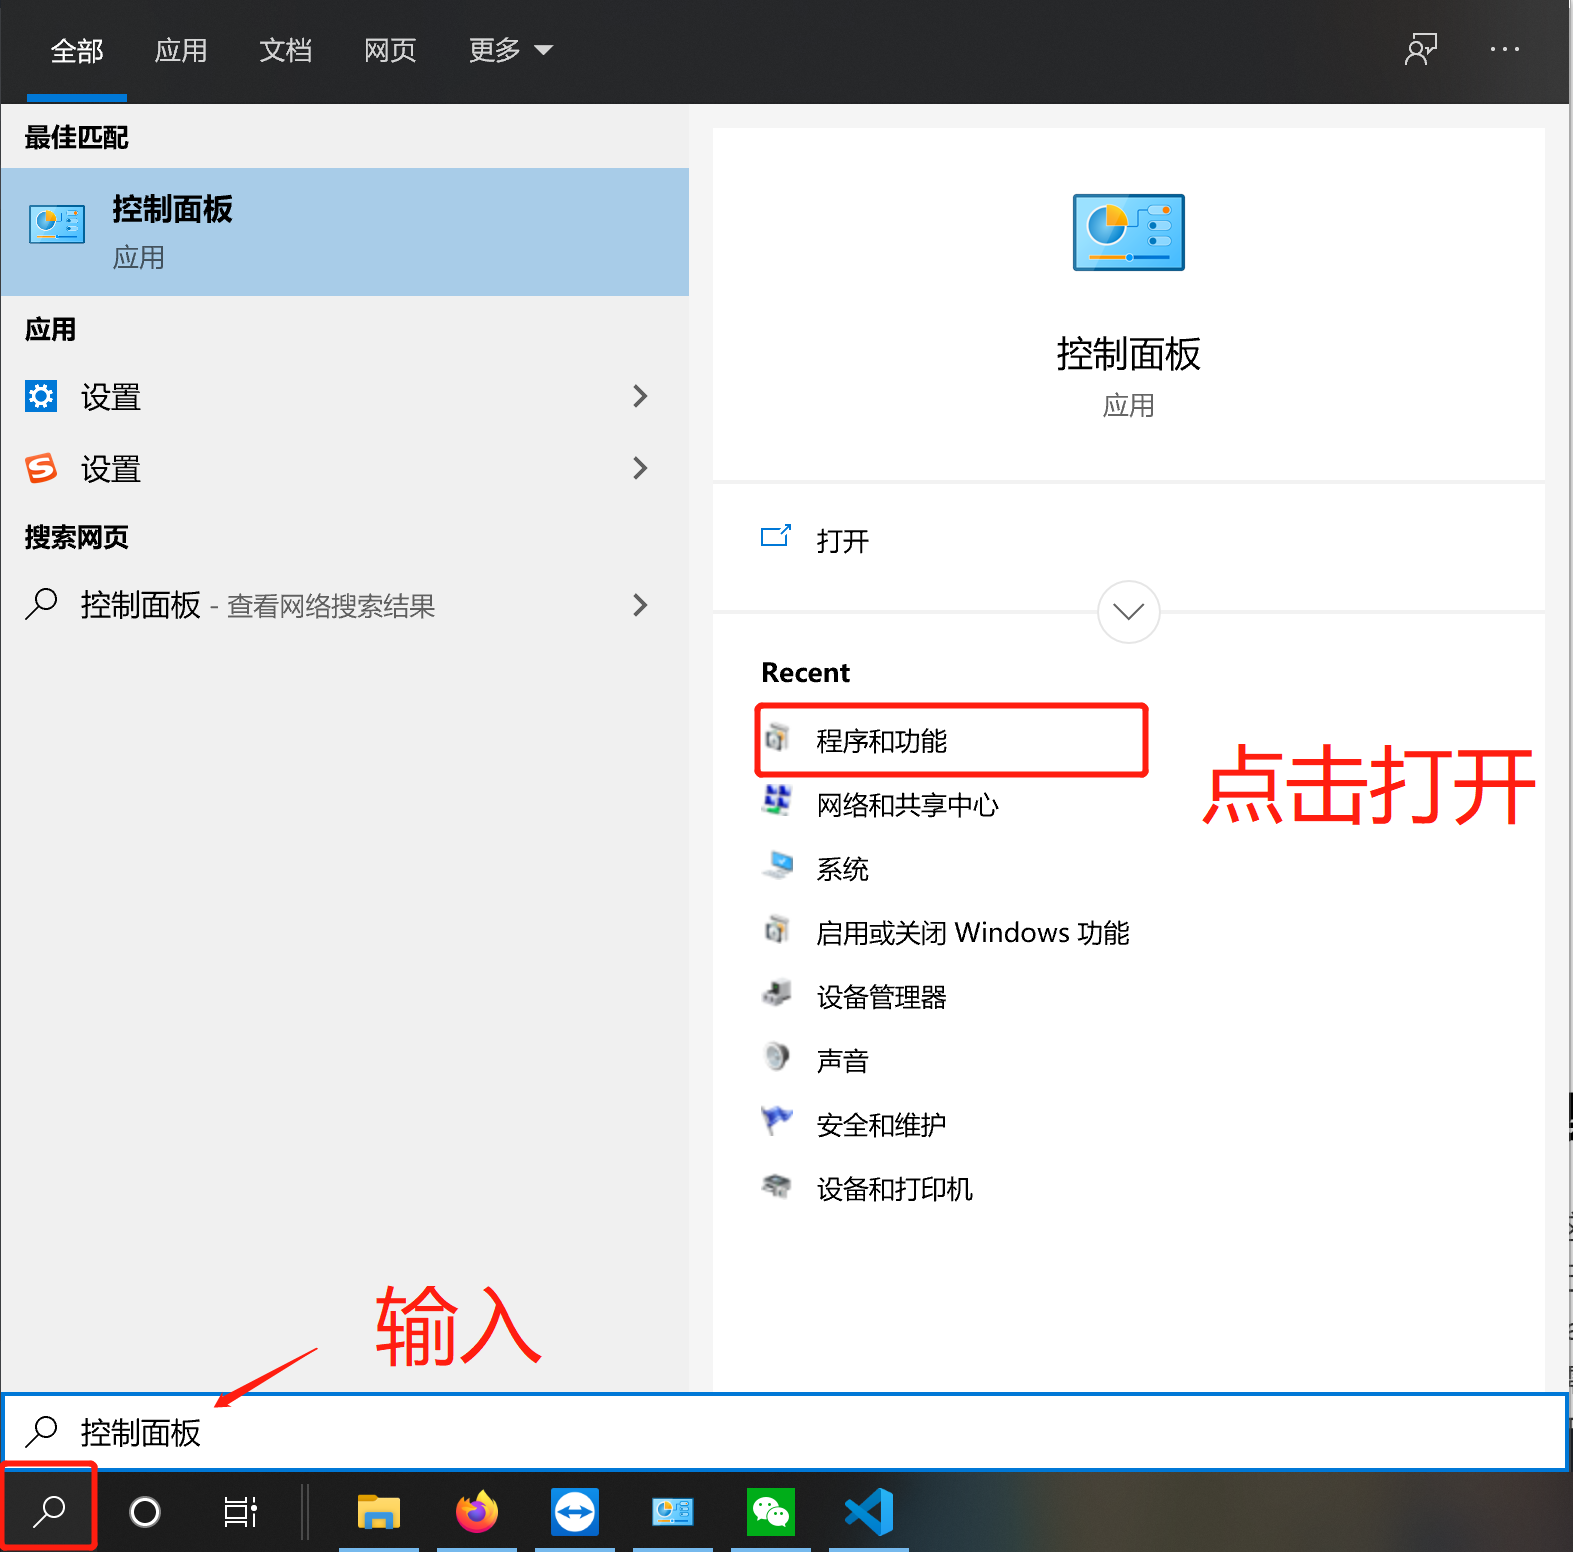 全部
应用
文档
网页
更多
最佳匹配
控制面板
应用
应用
设置
设置
搜索网页
控制面板 - 查看网络搜索结果
控制面板
应用
打开
Recent
程序和功能
点击打开
网络和共享中心
系统
启用或关闭 Windows 功能
设备管理器
声音
安全和维护
设备和打印机
输入
控制面板